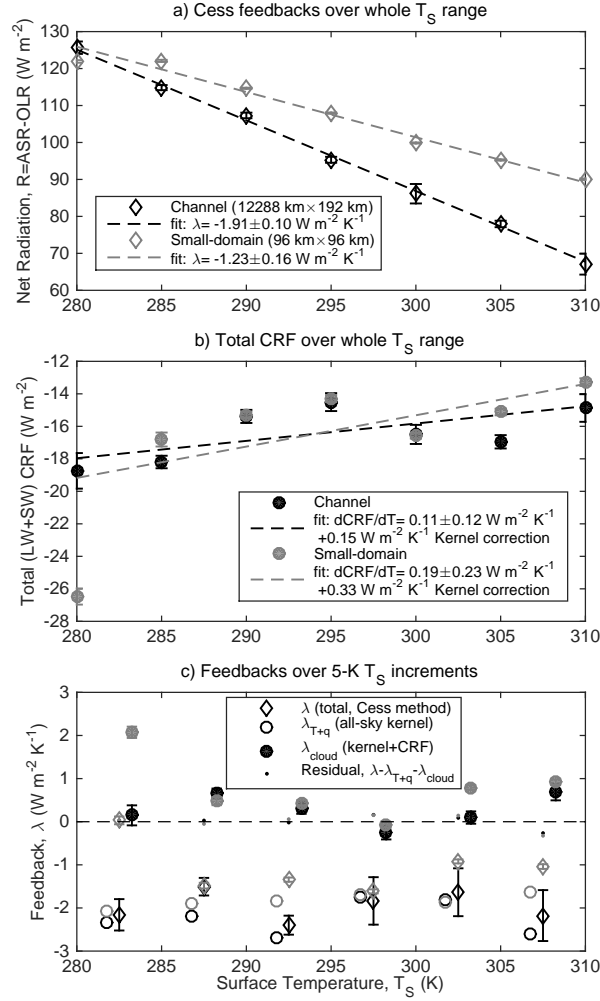 a) Cess feedbacks over whole T_S range
Net Radiation, R=ASR-OLR (W m^-2)
130
120
110
100
90
80
70
60
Channel (12288 km×192 km)
fit: λ= -1.91±0.10 W m^-2 K^-1
Small-domain (96 km×96 km)
fit: λ= -1.23±0.16 W m^-2 K^-1
280 285 290 295 300 305 310
b) Total CRF over whole T_S range
Total (LW+SW) CRF (W m^-2)
-12
-14
-16
-18
-20
-22
-24
-26
-28
Channel
fit: dCRF/dT= 0.11±0.12 W m^-2 K^-1
+0.15 W m^-2 K^-1 Kernel correction
Small-domain
fit: dCRF/dT= 0.19±0.23 W m^-2 K^-1
+0.33 W m^-2 K^-1 Kernel correction
280 285 290 295 300 305 310
c) Feedbacks over 5-K T_S increments
Feedback, λ (W m^-2 K^-1)
3
2
1
0
-1
-2
-3
λ (total, Cess method)
λ_T+q (all-sky kernel)
λ_cloud (kernel+CRF)
Residual, λ-λ_T+q-λ_cloud
280 285 290 295 300 305 310
Surface Temperature, T_S (K)